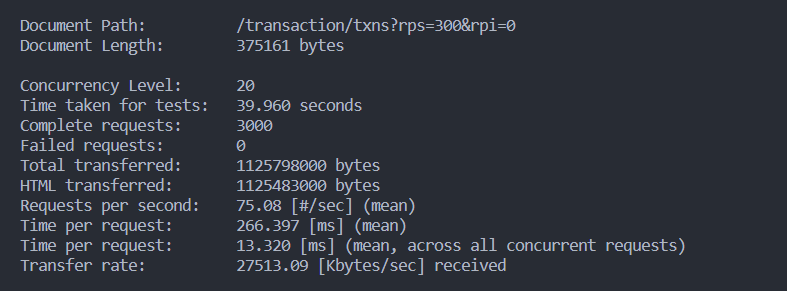 Document Path: /transaction/txns?rps=300&rpi=0
Document Length: 375161 bytes
Concurrency Level: 20
Time taken for tests: 39.960 seconds
Complete requests: 3000
Failed requests: 0
Total transferred: 1125798000 bytes
HTML transferred: 1125483000 bytes
Requests per second: 75.08 [#/sec] (mean)
Time per request: 266.397 [ms] (mean)
Time per request: 13.320 [ms] (mean, across all concurrent requests)
Transfer rate: 27513.09 [Kbytes/sec] received